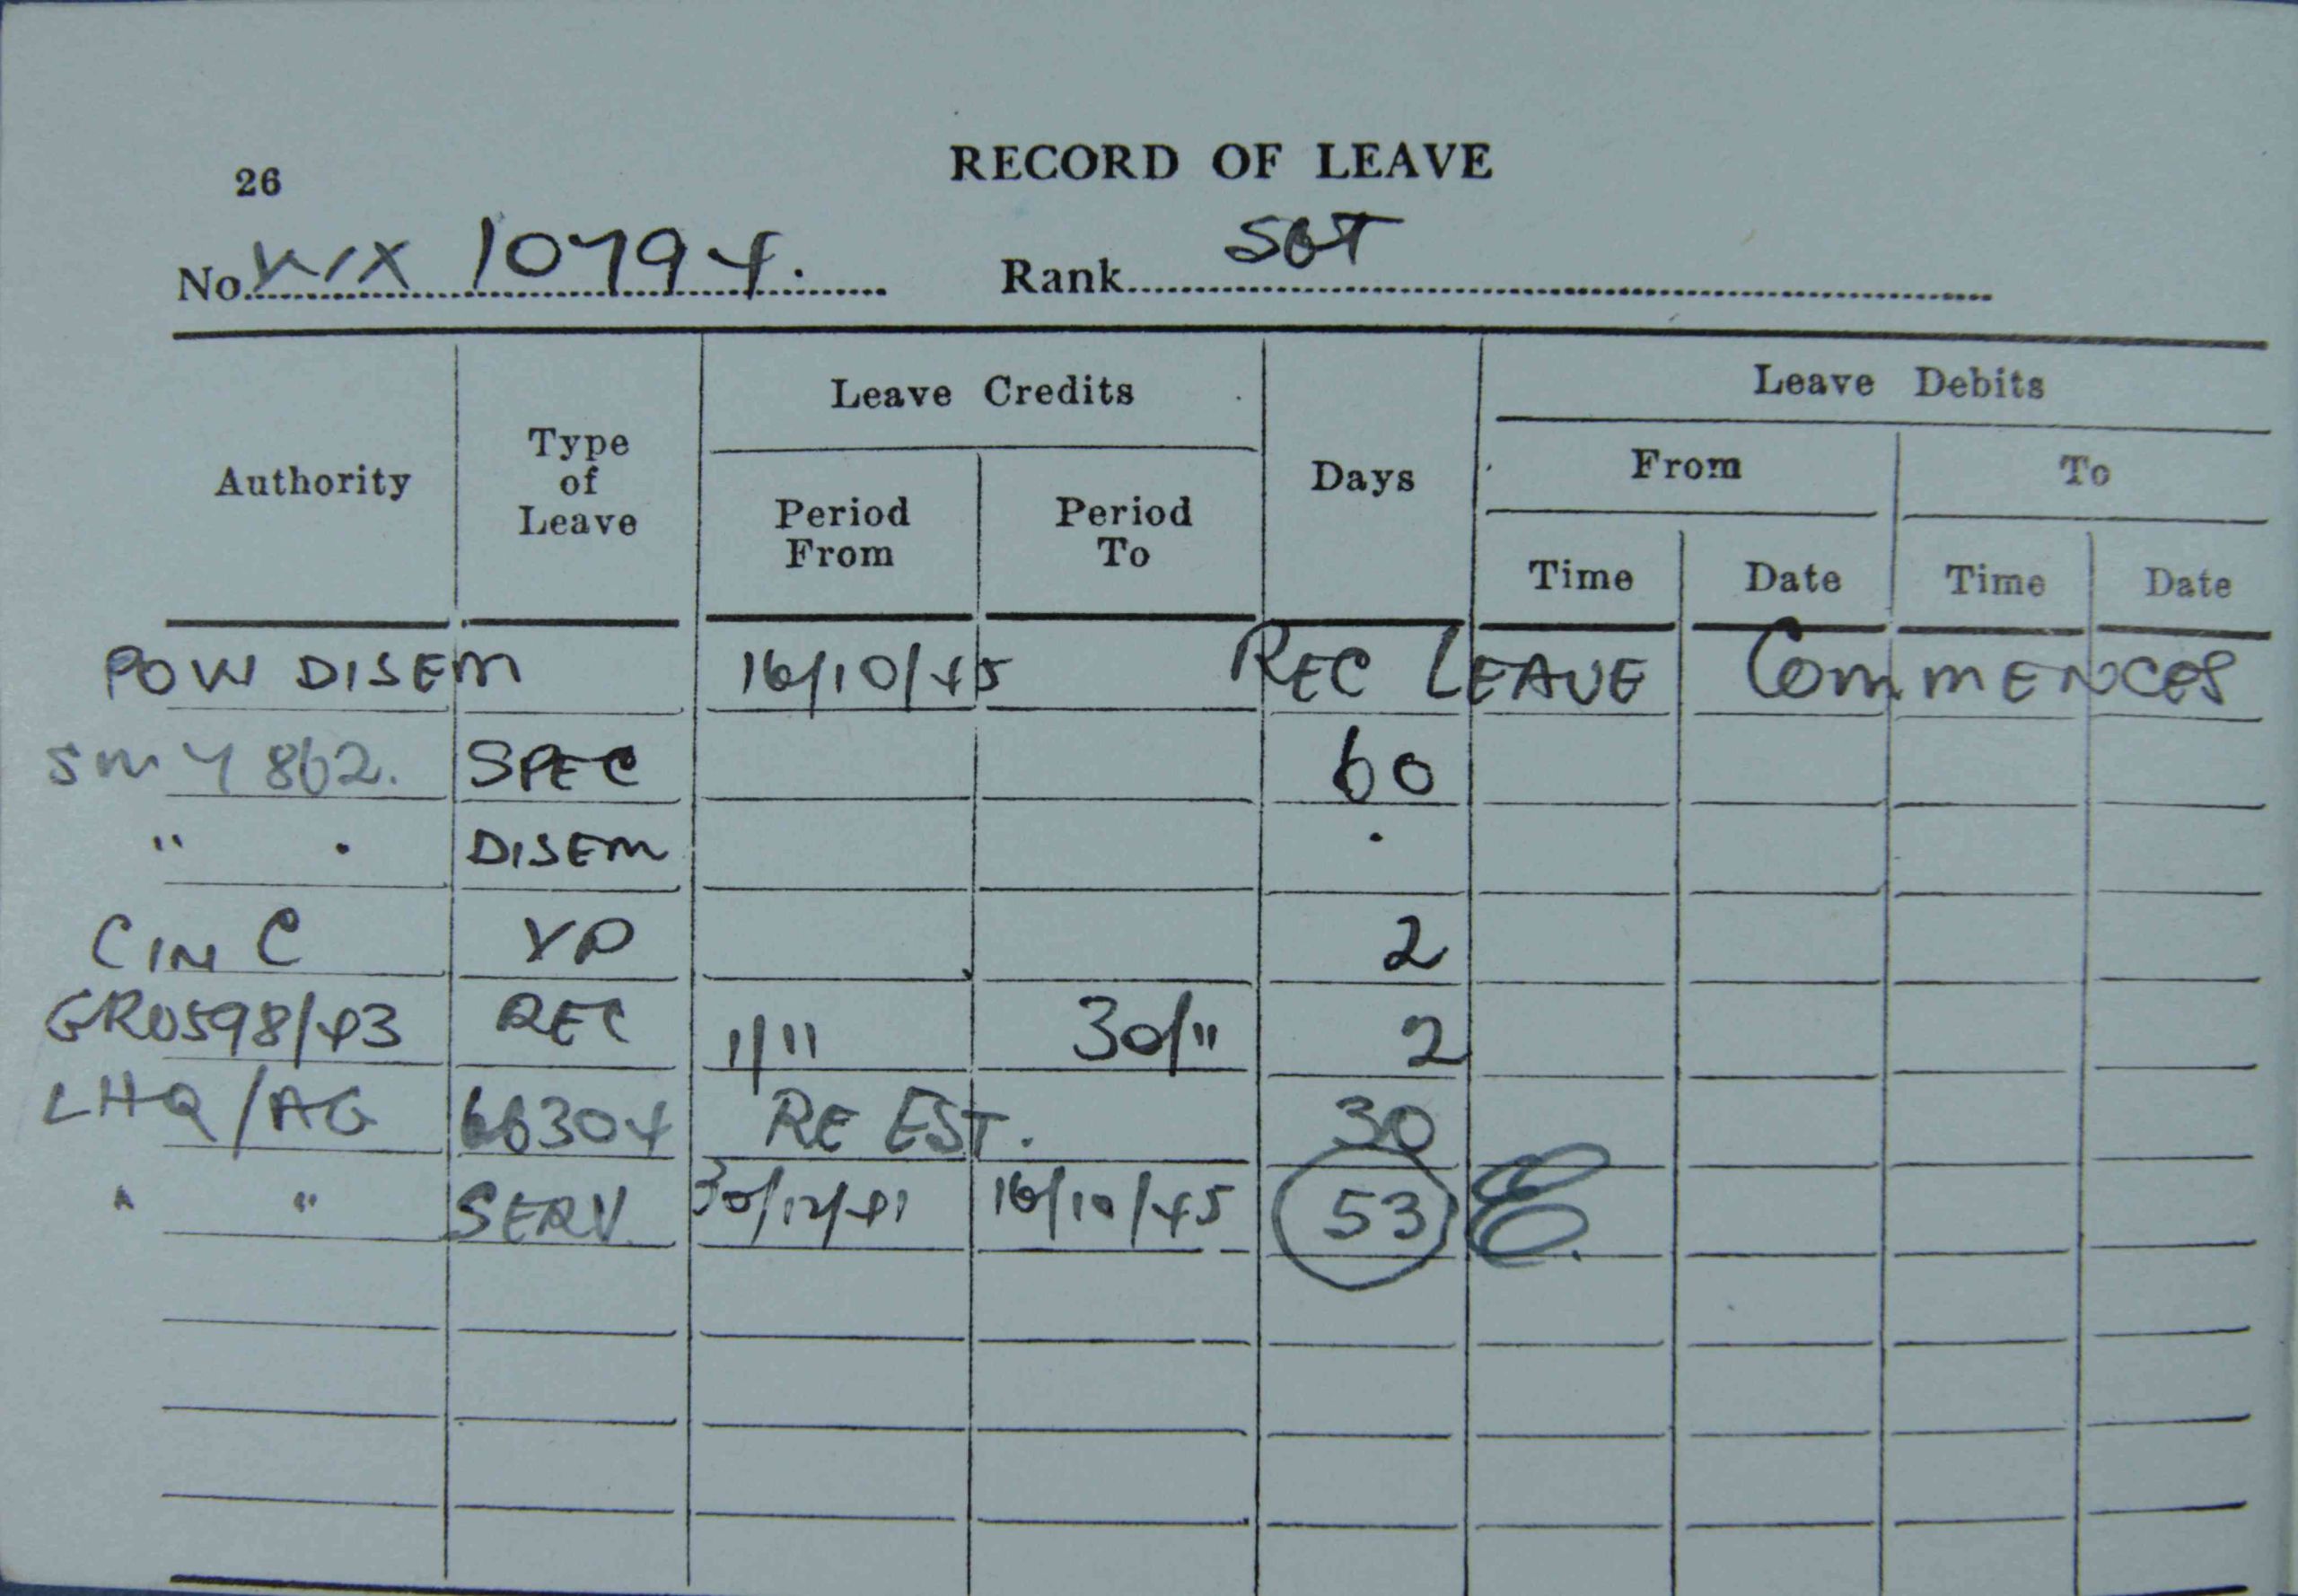 26
RECORD OF LEAVE
No. WX 10794. Rank SGT
Leave Credits Leave Debits
Authority Type of Leave Period From Period To Days From To
Time Date Time Date
POW DISEM 16/10/45 REC LEAVE COMMENCES
SM 7862. SPEC 60
" . DISEM .
C IN C VP 2
GRO598/43 REC 1/11 30/11 2
LHQ/AG 66304 RE EST. 30
" " SERV. 30/12/41 16/10/45 53